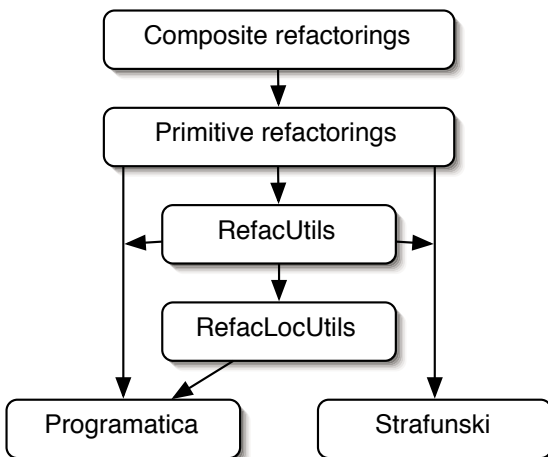 Composite refactorings
Primitive refactorings
RefacUtils
RefacLocUtils
Programatica
Strafunski